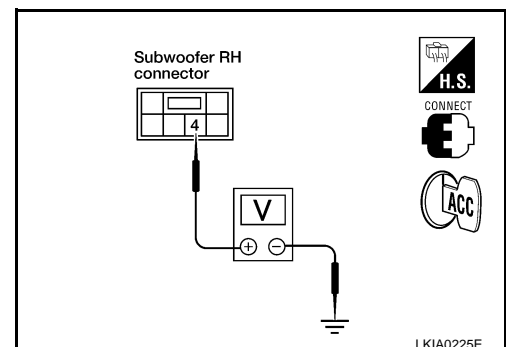 Subwoofer RH
connector
4
V
+ −
H.S.
CONNECT
ACC
LKIA0225E